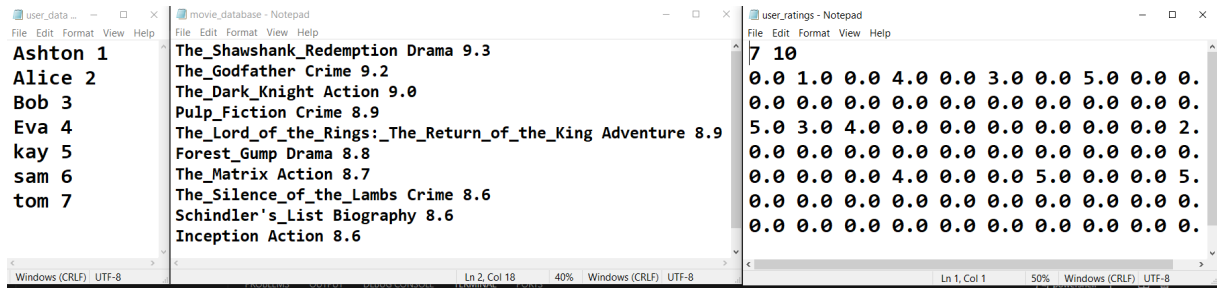 user_data ...
File Edit Format View Help
Ashton 1
Alice 2
Bob 3
Eva 4
kay 5
sam 6
tom 7
Windows (CRLF) UTF-8
movie_database - Notepad
File Edit Format View Help
The_Shawshank_Redemption Drama 9.3
The_Godfather Crime 9.2
The_Dark_Knight Action 9.0
Pulp_Fiction Crime 8.9
The_Lord_of_the_Rings:_The_Return_of_the_King Adventure 8.9
Forest_Gump Drama 8.8
The_Matrix Action 8.7
The_Silence_of_the_Lambs Crime 8.6
Schindler's_List Biography 8.6
Inception Action 8.6
Ln 2, Col 18 40% Windows (CRLF) UTF-8
user_ratings - Notepad
File Edit Format View Help
7 10
0.0 1.0 0.0 4.0 0.0 3.0 0.0 5.0 0.0 0.
0.0 0.0 0.0 0.0 0.0 0.0 0.0 0.0 0.0 0.
5.0 3.0 4.0 0.0 0.0 0.0 0.0 0.0 0.0 2.
0.0 0.0 0.0 0.0 0.0 0.0 0.0 0.0 0.0 0.
0.0 0.0 0.0 4.0 0.0 0.0 5.0 0.0 0.0 5.
0.0 0.0 0.0 0.0 0.0 0.0 0.0 0.0 0.0 0.
0.0 0.0 0.0 0.0 0.0 0.0 0.0 0.0 0.0 0.
Ln 1, Col 1 50% Windows (CRLF) UTF-8
PROBLEMS OUTPUT DEBUG CONSOLE TERMINAL PORTS